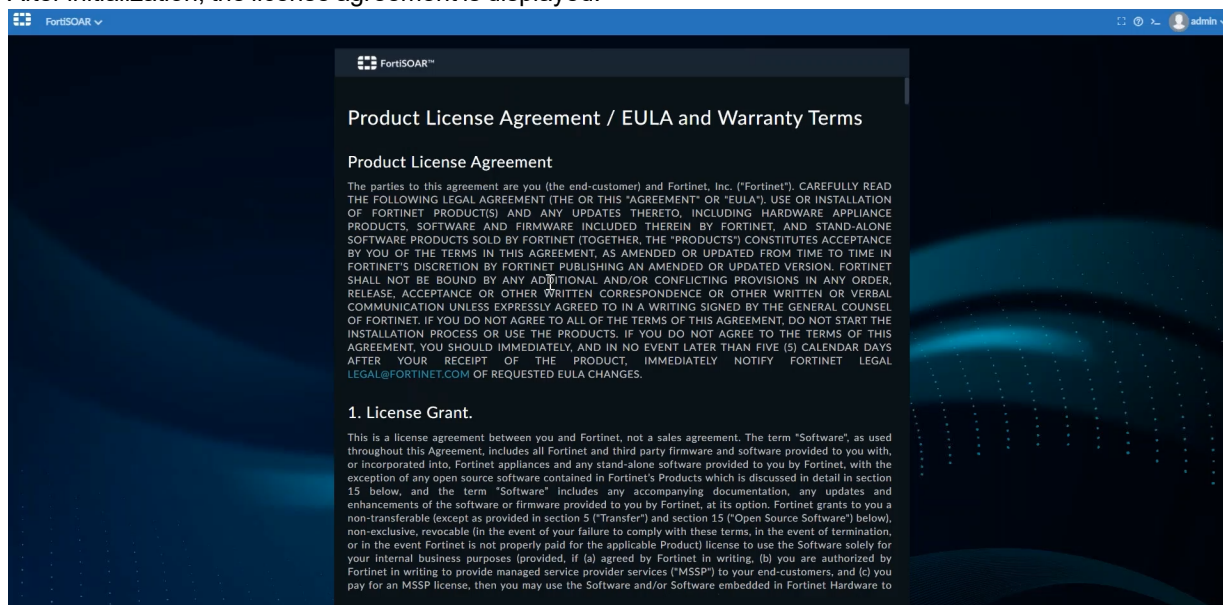 After initialization, the license agreement is displayed.
FortiSOAR
admin
FortiSOAR™
Product License Agreement / EULA and Warranty Terms
Product License Agreement
The parties to this agreement are you (the end-customer) and Fortinet, Inc. ("Fortinet"). CAREFULLY READ
THE FOLLOWING LEGAL AGREEMENT (THE OR THIS "AGREEMENT" OR "EULA"). USE OR INSTALLATION
OF FORTINET PRODUCT(S) AND ANY UPDATES THERETO, INCLUDING HARDWARE APPLIANCE
PRODUCTS, SOFTWARE AND FIRMWARE INCLUDED THEREIN BY FORTINET, AND STAND-ALONE
SOFTWARE PRODUCTS SOLD BY FORTINET (TOGETHER, THE "PRODUCTS") CONSTITUTES ACCEPTANCE
BY YOU OF THE TERMS IN THIS AGREEMENT, AS AMENDED OR UPDATED FROM TIME TO TIME IN
FORTINET'S DISCRETION BY FORTINET PUBLISHING AN AMENDED OR UPDATED VERSION. FORTINET
SHALL NOT BE BOUND BY ANY ADDITIONAL AND/OR CONFLICTING PROVISIONS IN ANY ORDER,
RELEASE, ACCEPTANCE OR OTHER WRITTEN CORRESPONDENCE OR OTHER WRITTEN OR VERBAL
COMMUNICATION UNLESS EXPRESSLY AGREED TO IN A WRITING SIGNED BY THE GENERAL COUNSEL
OF FORTINET. IF YOU DO NOT AGREE TO ALL OF THE TERMS OF THIS AGREEMENT, DO NOT START THE
INSTALLATION PROCESS OR USE THE PRODUCTS. IF YOU DO NOT AGREE TO THE TERMS OF THIS
AGREEMENT, YOU SHOULD IMMEDIATELY, AND IN NO EVENT LATER THAN FIVE (5) CALENDAR DAYS
AFTER YOUR RECEIPT OF THE PRODUCT, IMMEDIATELY NOTIFY FORTINET LEGAL
LEGAL@FORTINET.COM OF REQUESTED EULA CHANGES.
1. License Grant.
This is a license agreement between you and Fortinet, not a sales agreement. The term "Software", as used
throughout this Agreement, includes all Fortinet and third party firmware and software provided to you with,
or incorporated into, Fortinet appliances and any stand-alone software provided to you by Fortinet, with the
exception of any open source software contained in Fortinet's Products which is discussed in detail in section
15 below, and the term "Software" includes any accompanying documentation, any updates and
enhancements of the software or firmware provided to you by Fortinet, at its option. Fortinet grants to you a
non-transferable (except as provided in section 5 ("Transfer") and section 15 ("Open Source Software") below),
non-exclusive, revocable (in the event of your failure to comply with these terms, in the event of termination,
or in the event Fortinet is not properly paid for the applicable Product) license to use the Software solely for
your internal business purposes (provided, if (a) agreed by Fortinet in writing, (b) you are authorized by
Fortinet in writing to provide managed service provider services ("MSSP") to your end-customers, and (c) you
pay for an MSSP license, then you may use the Software and/or Software embedded in Fortinet Hardware to